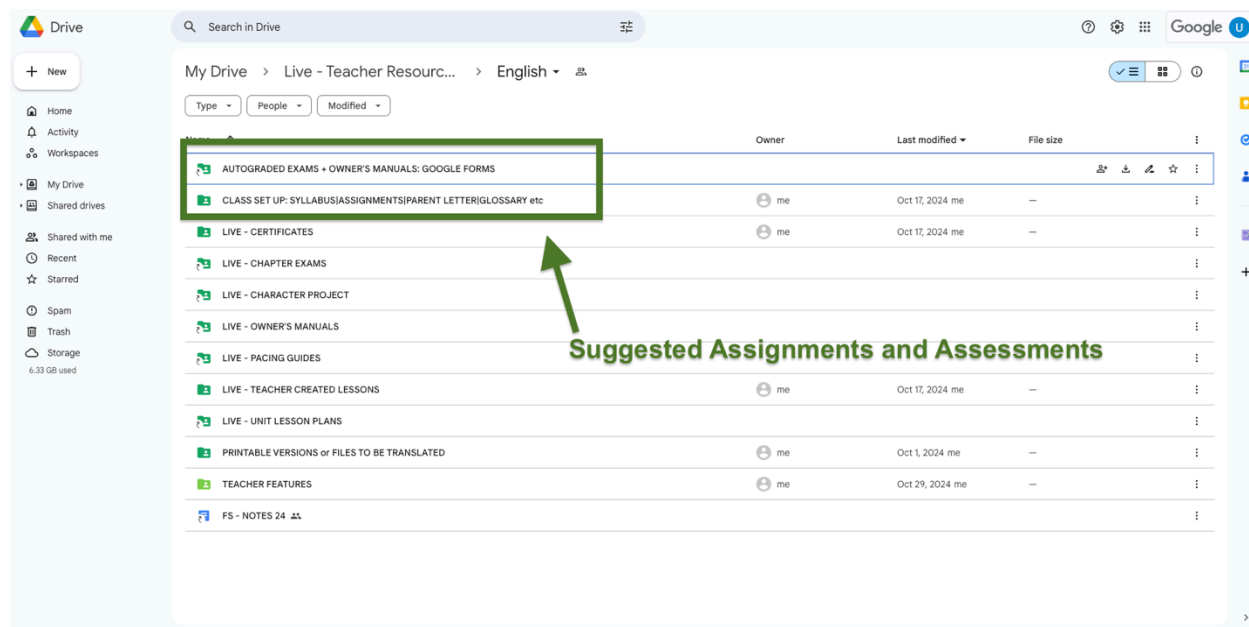 Drive
Search in Drive
Google U
New
My Drive > Live - Teacher Resourc... > English
Type People Modified
Home
Activity
Workspaces
My Drive
Shared drives
Shared with me
Recent
Starred
Spam
Trash
Storage
6.33 GB used
Name Owner Last modified File size
AUTOGRADED EXAMS + OWNER'S MANUALS: GOOGLE FORMS
CLASS SET UP: SYLLABUS|ASSIGNMENTS|PARENT LETTER|GLOSSARY etc me Oct 17, 2024 me —
LIVE - CERTIFICATES me Oct 17, 2024 me —
LIVE - CHAPTER EXAMS
LIVE - CHARACTER PROJECT
LIVE - OWNER'S MANUALS
Suggested Assignments and Assessments
LIVE - PACING GUIDES
LIVE - TEACHER CREATED LESSONS me Oct 17, 2024 me —
LIVE - UNIT LESSON PLANS
PRINTABLE VERSIONS or FILES TO BE TRANSLATED me Oct 1, 2024 me —
TEACHER FEATURES me Oct 29, 2024 me —
FS - NOTES 24